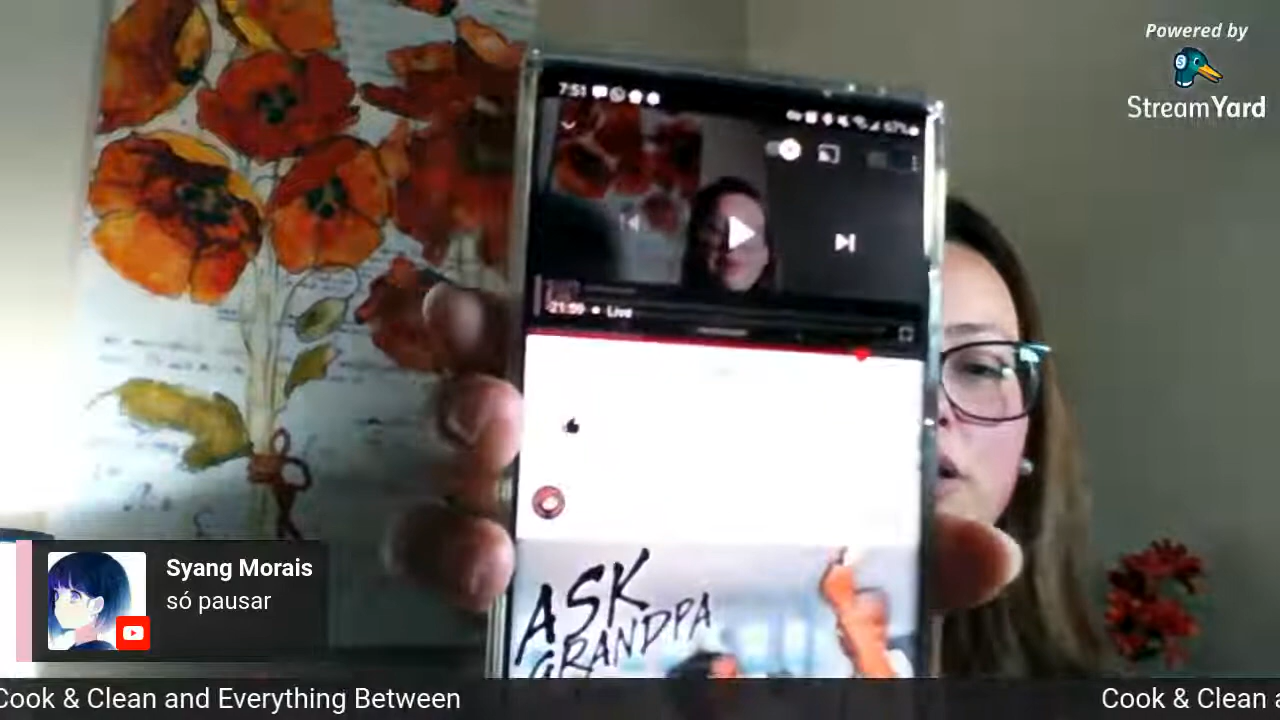 Powered by
StreamYard
7:51
67%
-21:59 • Live
ASK
GRANDPA
Syang Morais
só pausar
Cook & Clean and Everything Between
Cook & Clean a